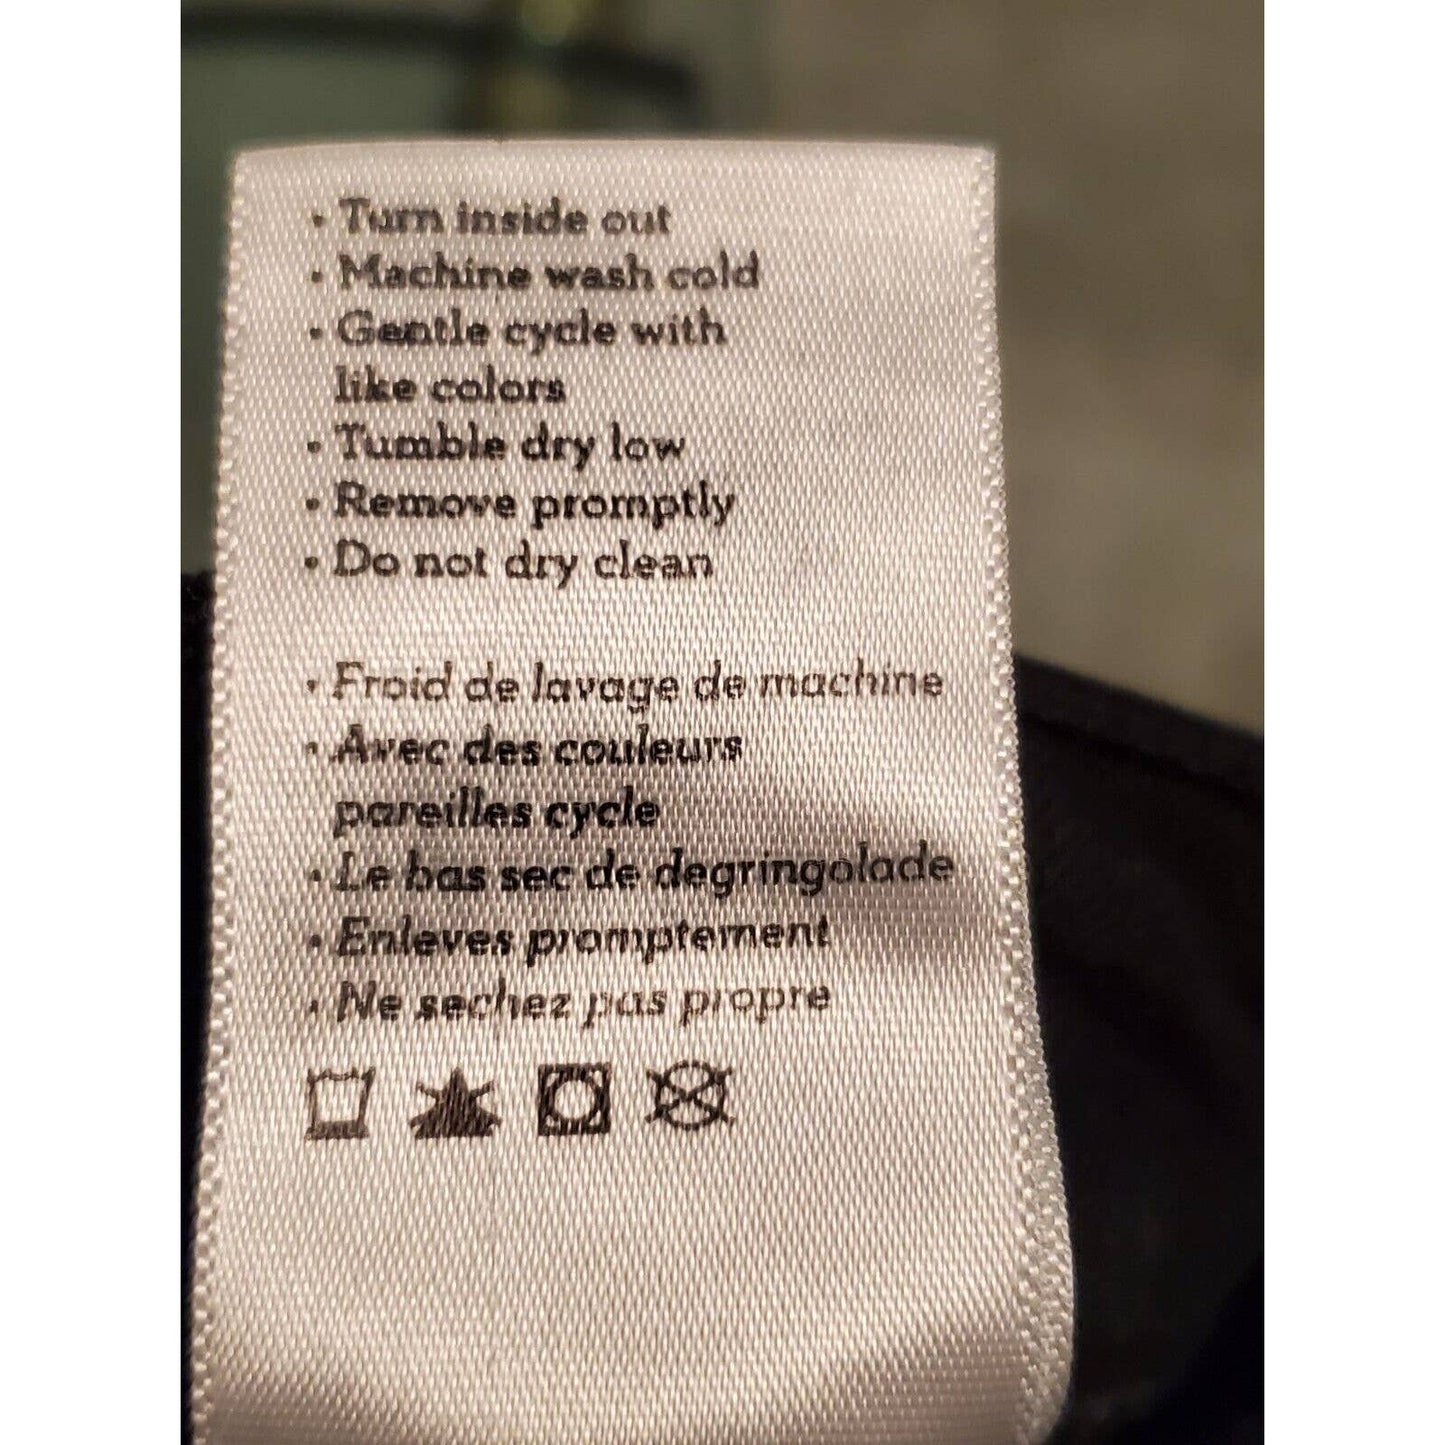 • Turn inside out
• Machine wash cold
• Gentle cycle with
like colors
• Tumble dry low
• Remove promptly
• Do not dry clean
• Froid de lavage de machine
• Avec des couleurs
pareilles cycle
• Le bas sec de degringolade
• Enleves promptement
• Ne sechez pas propre